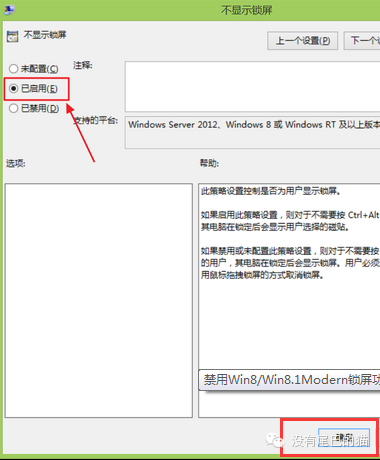 不显示锁屏
不显示锁屏
上一个设置(P)
下一个
未配置(C)
注释:
已启用(E)
已禁用(D)
支持的平台:
Windows Server 2012、Windows 8 或 Windows RT 及以上版本
选项:
帮助:
此策略设置控制是否为用户显示锁屏。
如果启用此策略设置，则对于不需要按 Ctrl+Alt
其电脑在锁定后会显示用户选择的磁贴。
如果禁用或未配置此策略设置，则对于不需要按
的用户，其电脑在锁定后会显示锁屏。用户必须
用鼠标拖拽锁屏的方式取消锁屏。
禁用Win8/Win8.1Modern锁屏功
没有尾巴的猫